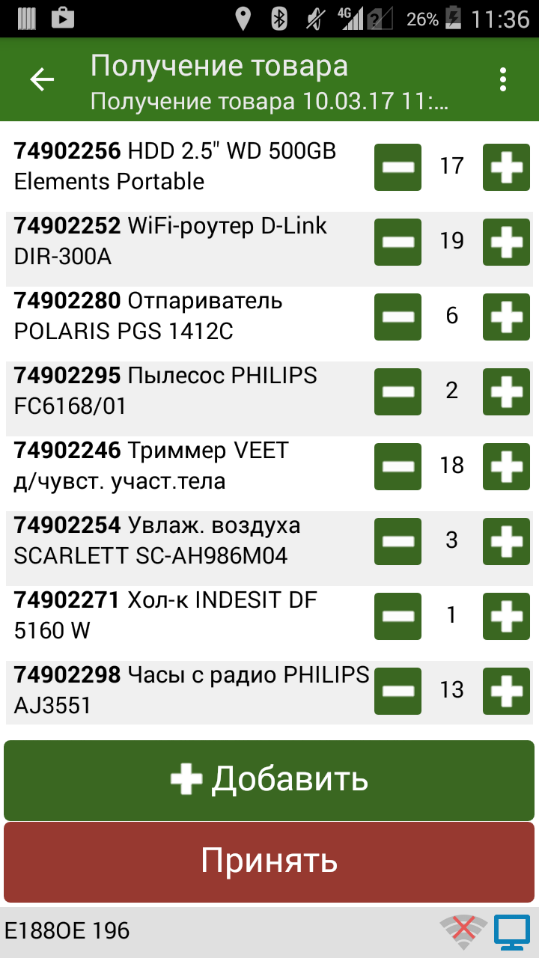 4G
26%
11:36
Получение товара
Получение товара 10.03.17 11:...
74902256 HDD 2.5" WD 500GB
Elements Portable
17
74902252 WiFi-роутер D-Link
DIR-300A
19
74902280 Отпариватель
POLARIS PGS 1412C
6
74902295 Пылесос PHILIPS
FC6168/01
2
74902246 Триммер VEET
д/чувст. участ.тела
18
74902254 Увлаж. воздуха
SCARLETT SC-AH986M04
3
74902271 Хол-к INDESIT DF
5160 W
1
74902298 Часы с радио PHILIPS
AJ3551
13
Добавить
Принять
E188OE 196